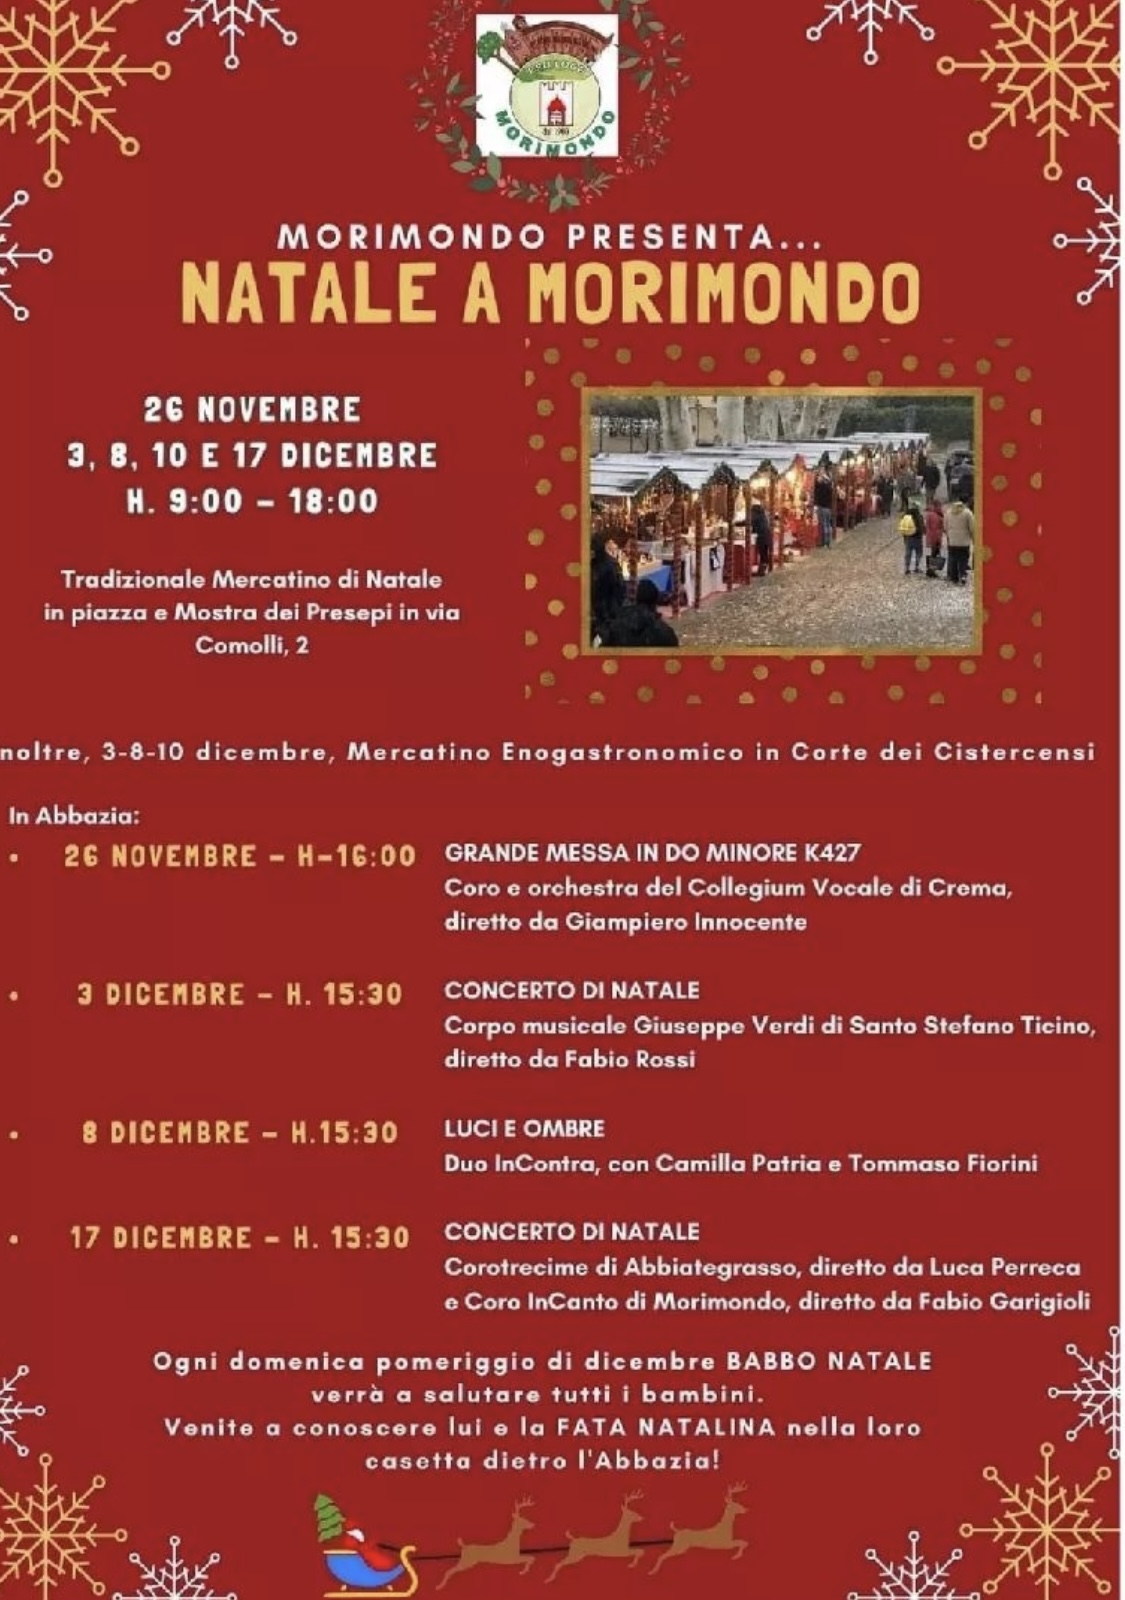 PRO LOCO
MORIMONDO
MORIMONDO PRESENTA...
NATALE A MORIMONDO
26 NOVEMBRE
3, 8, 10 E 17 DICEMBRE
H. 9:00 – 18:00
Tradizionale Mercatino di Natale
in piazza e Mostra dei Presepi in via
Comolli, 2
noltre, 3-8-10 dicembre, Mercatino Enogastronomico in Corte dei Cistercensi
In Abbazia:
• 26 NOVEMBRE – H-16:00 GRANDE MESSA IN DO MINORE K427
Coro e orchestra del Collegium Vocale di Crema,
diretto da Giampiero Innocente
• 3 DICEMBRE – H. 15:30 CONCERTO DI NATALE
Corpo musicale Giuseppe Verdi di Santo Stefano Ticino,
diretto da Fabio Rossi
• 8 DICEMBRE – H.15:30 LUCI E OMBRE
Duo InContra, con Camilla Patria e Tommaso Fiorini
• 17 DICEMBRE – H. 15:30 CONCERTO DI NATALE
Corotrecime di Abbiategrasso, diretto da Luca Perreca
e Coro InCanto di Morimondo, diretto da Fabio Garigioli
Ogni domenica pomeriggio di dicembre BABBO NATALE
verrà a salutare tutti i bambini.
Venite a conoscere lui e la FATA NATALINA nella loro
casetta dietro l'Abbazia!